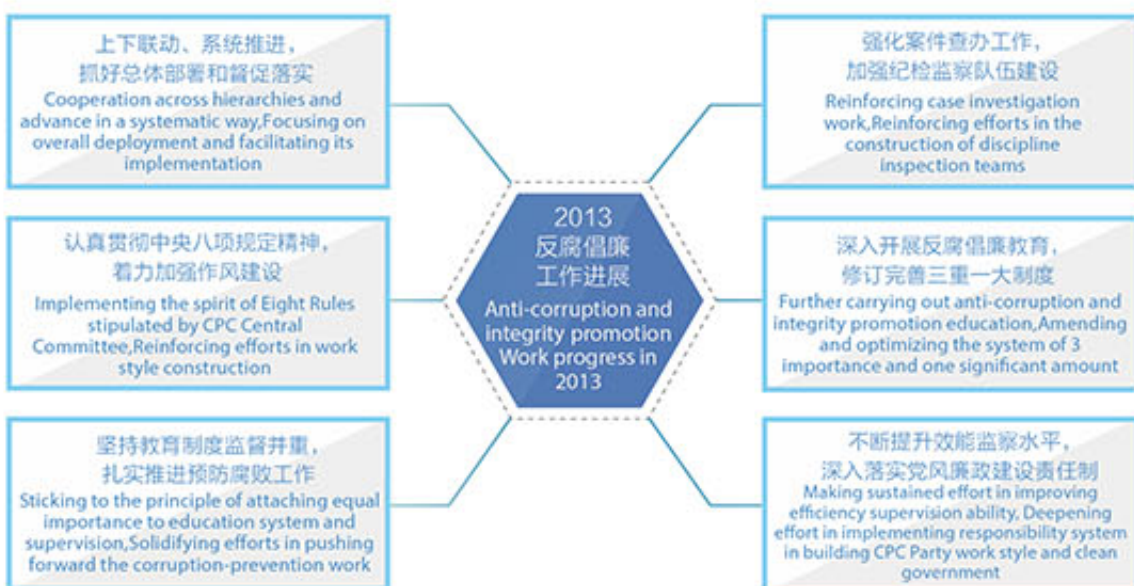 上下联动、系统推进，
抓好总体部署和督促落实
Cooperation across hierarchies and
advance in a systematic way,Focusing on
overall deployment and facilitating its
implementation
认真贯彻中央八项规定精神，
着力加强作风建设
Implementing the spirit of Eight Rules
stipulated by CPC Central
Committee,Reinforcing efforts in work
style construction
坚持教育制度监督并重，
扎实推进预防腐败工作
Sticking to the principle of attaching equal
importance to education system and
supervision,Solidifying efforts in pushing
forward the corruption-prevention work
2013
反腐倡廉
工作进展
Anti-corruption and
integrity promotion
Work progress in
2013
强化案件查办工作，
加强纪检监察队伍建设
Reinforcing case investigation
work,Reinforcing efforts in the
construction of discipline
inspection teams
深入开展反腐倡廉教育，
修订完善三重一大制度
Further carrying out anti-corruption and
integrity promotion education,Amending
and optimizing the system of 3
importance and one significant amount
不断提升效能监察水平，
深入落实党风廉政建设责任制
Making sustained effort in improving
efficiency supervision ability, Deepening
effort in implementing responsibility system
in building CPC Party work style and clean
government